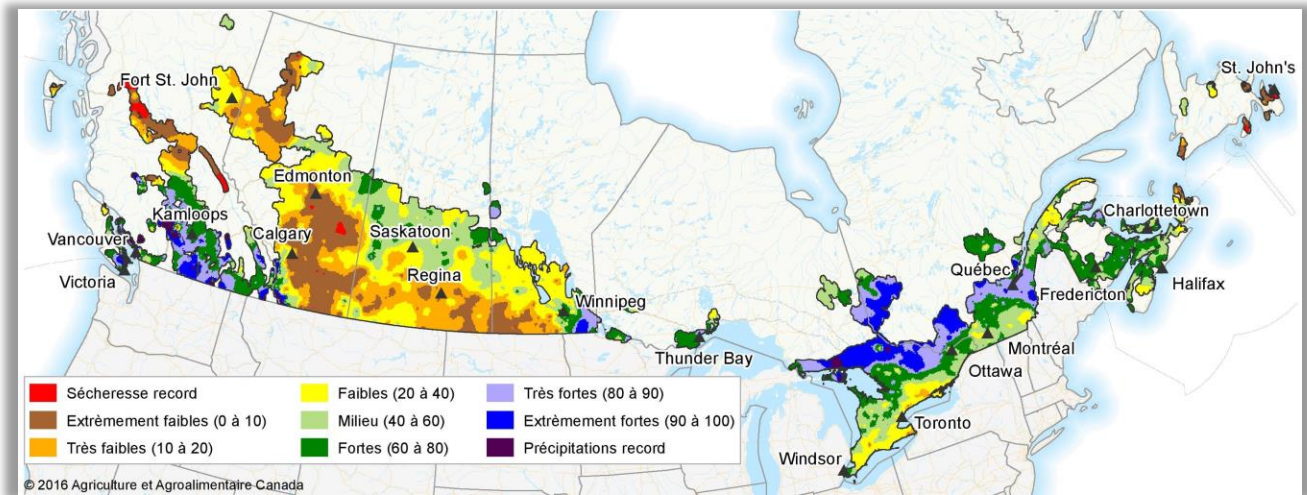 Fort St. John
St. John's
Edmonton
Kamloops
Charlottetown
Calgary
Saskatoon
Vancouver
Regina
Québec
Victoria
Winnipeg
Fredericton
Halifax
Thunder Bay
Montréal
Ottawa
Toronto
Windsor
Sécheresse record
Faibles (20 à 40)
Très fortes (80 à 90)
Extrèmement faibles (0 à 10)
Milieu (40 à 60)
Extrèmement fortes (90 à 100)
Très faibles (10 à 20)
Fortes (60 à 80)
Précipitations record
© 2016 Agriculture et Agroalimentaire Canada